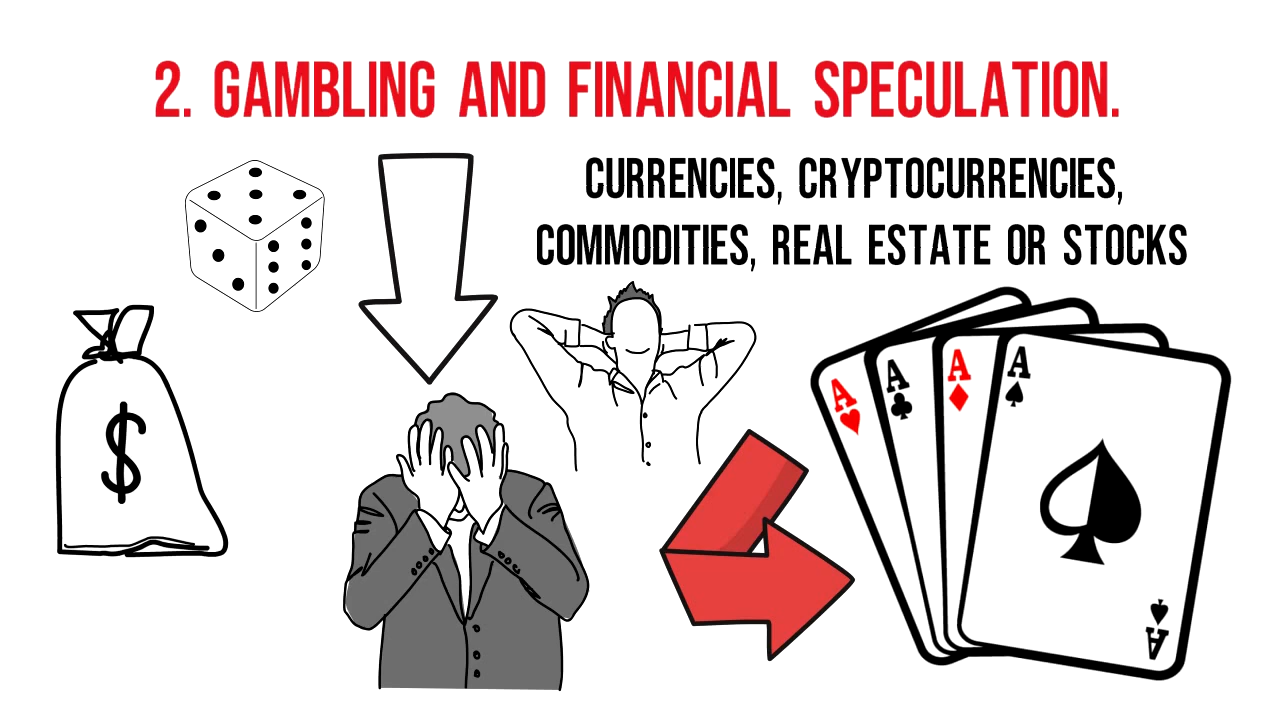 2. GAMBLING AND FINANCIAL SPECULATION.
CURRENCIES, CRYPTOCURRENCIES,
COMMODITIES, REAL ESTATE OR STOCKS
$
A
A
A
A
A